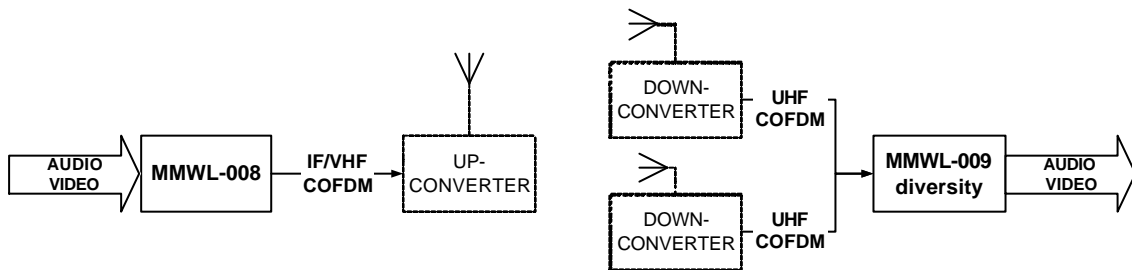 AUDIO
VIDEO
MMWL-008
IF/VHF
COFDM
UP-
CONVERTER
DOWN-
CONVERTER
UHF
COFDM
DOWN-
CONVERTER
UHF
COFDM
MMWL-009
diversity
AUDIO
VIDEO